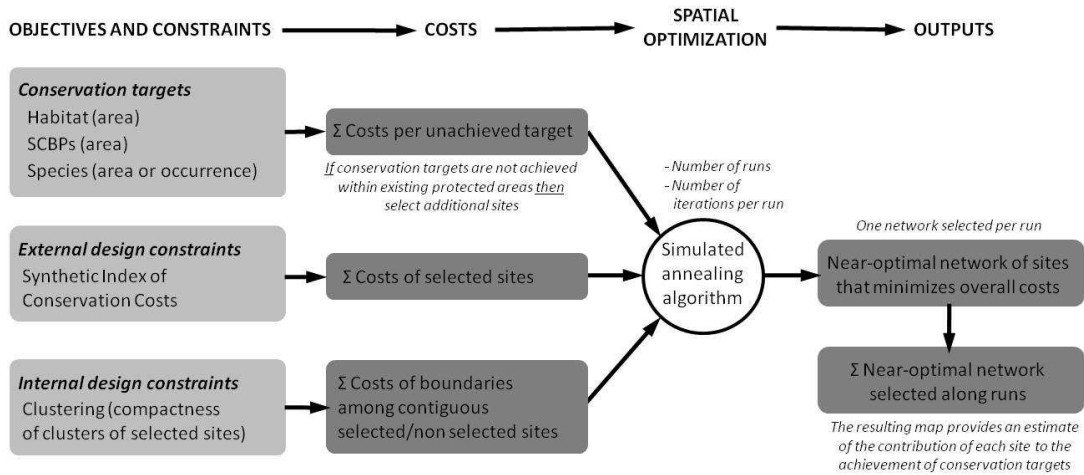 OBJECTIVES AND CONSTRAINTS
COSTS
SPATIAL
OPTIMIZATION
OUTPUTS
Conservation targets
Habitat (area)
SCBPs (area)
Species (area or occurrence)
Σ Costs per unachieved target
If conservation targets are not achieved
within existing protected areas then
select additional sites
- Number of runs
- Number of
iterations per run
External design constraints
Synthetic Index of
Conservation Costs
Σ Costs of selected sites
Simulated
annealing
algorithm
One network selected per run
Near-optimal network of sites
that minimizes overall costs
Internal design constraints
Clustering (compactness
of clusters of selected sites)
Σ Costs of boundaries
among contiguous
selected/non selected sites
Σ Near-optimal network
selected along runs
The resulting map provides an estimate
of the contribution of each site to the
achievement of conservation targets